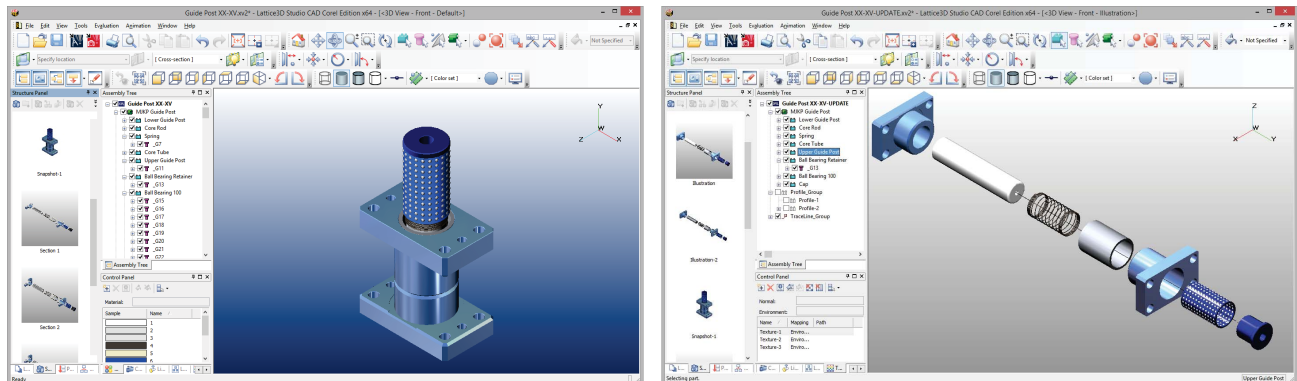 Guide Post XX-XV.xv2* - Lattice3D Studio CAD Corel Edition x64 - [<3D View - Front - Default>]
File Edit View Tools Evaluation Animation Window Help
Not Specified
Specify location
[Cross-section]
[Color set]
Structure Panel
Assembly Tree
Guide Post XX-XV
MJKP Guide Post
Lower Guide Post
Core Rod
Spring
_G7
Core Tube
Upper Guide Post
_G11
Ball Bearing Retainer
_G13
Ball Bearing 100
_G15
_G16
_G17
_G18
_G19
_G20
_G21
_G22
Snapshot-1
Section 1
Section 2
Assembly Tree
Control Panel
Material:
Sample Name
1
2
3
4
5
6
Y
Z
X
Ready
Guide Post XX-XV-UPDATE.xv2* - Lattice3D Studio CAD Corel Edition x64 - [<3D View - Front - Illustration>]
File Edit View Tools Evaluation Animation Window Help
Not Specified
Specify location
[Cross-section]
[Color set]
Structure Panel
Assembly Tree
Guide Post XX-XV-UPDATE
MJKP Guide Post
Lower Guide Post
Core Rod
Spring
Core Tube
Upper Guide Post
Ball Bearing Retainer
_G13
Ball Bearing 100
Cap
Profile_Group
Profile-1
Profile-2
TraceLine_Group
Illustration
Illustration-2
Snapshot-1
Assembly Tree
Control Panel
Normal:
Environment:
Name Mapping Path
Texture-1 Enviro...
Texture-2 Enviro...
Texture-3 Enviro...
Z
Y
X
Selecting part.
Upper Guide Post